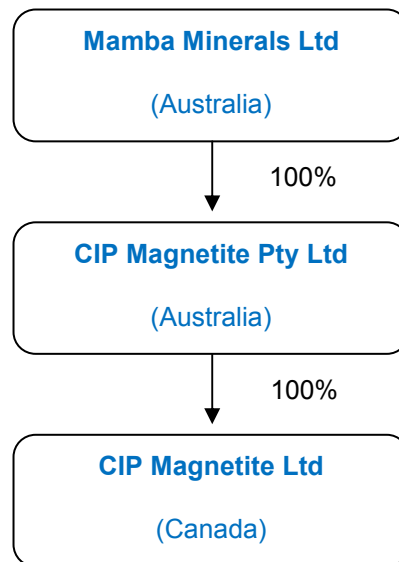 Mamba Minerals Ltd
(Australia)
100%
CIP Magnetite Pty Ltd
(Australia)
100%
CIP Magnetite Ltd
(Canada)